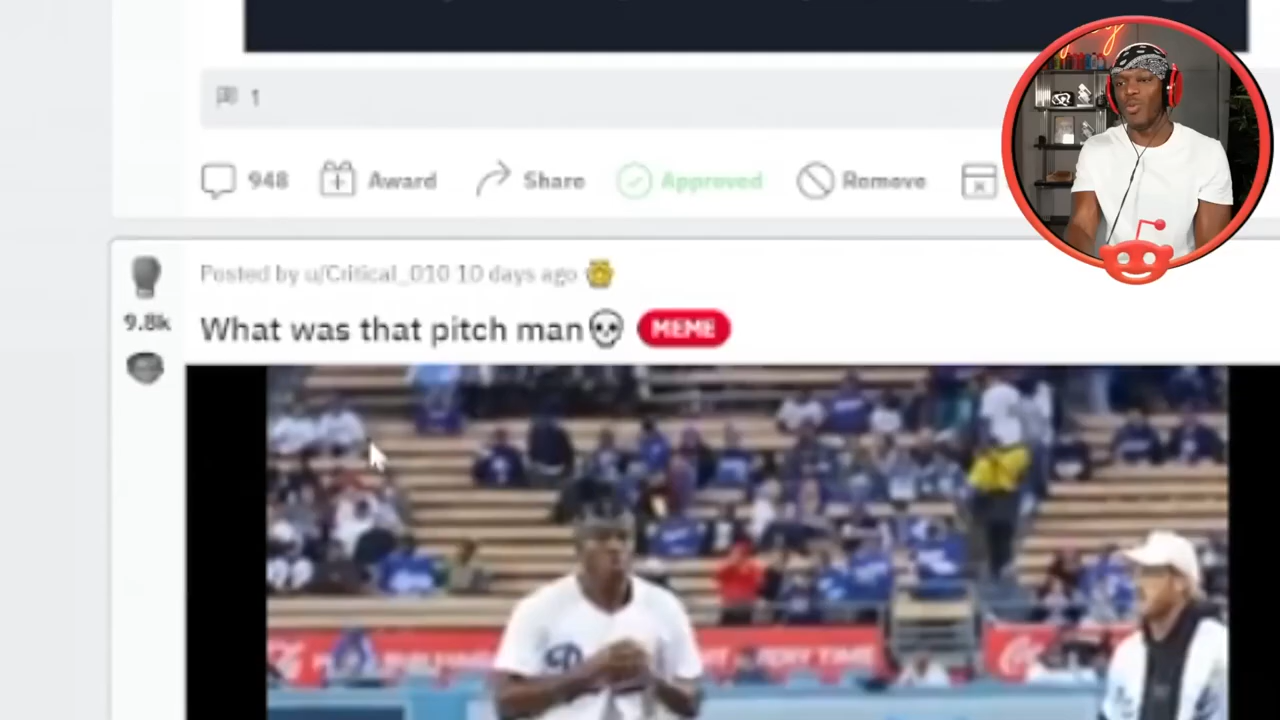 1
948 Award Share Approved Remove
Posted by u/Critical_010 10 days ago
9.8k
What was that pitch man💀 MEME